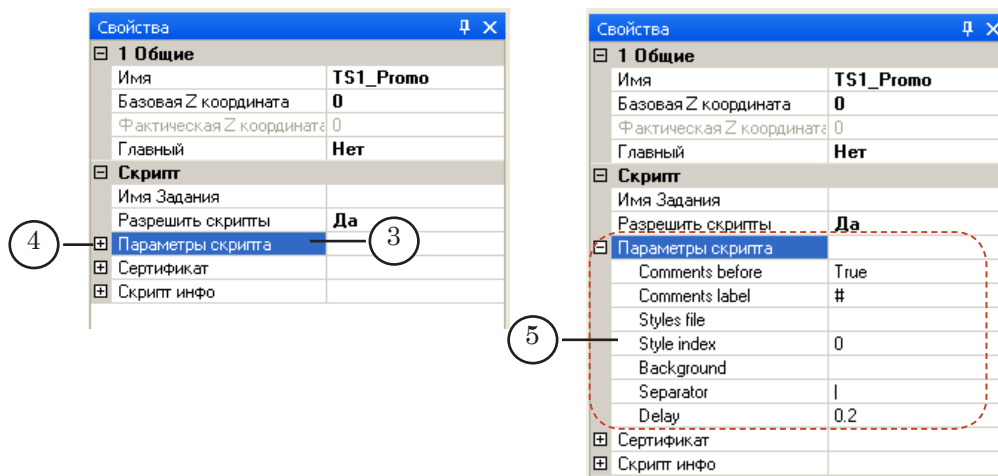 Свойства
1 Общие
Имя TS1_Promo
Базовая Z координата 0
Фактическая Z координата 0
Главный Нет
Скрипт
Имя Задания
Разрешить скрипты Да
4 Параметры скрипта 3
Сертификат
Скрипт инфо
Свойства
1 Общие
Имя TS1_Promo
Базовая Z координата 0
Фактическая Z координата 0
Главный Нет
Скрипт
Имя Задания
Разрешить скрипты Да
Параметры скрипта
Comments before True
Comments label #
Styles file
5 Style index 0
Background
Separator |
Delay 0.2
Сертификат
Скрипт инфо